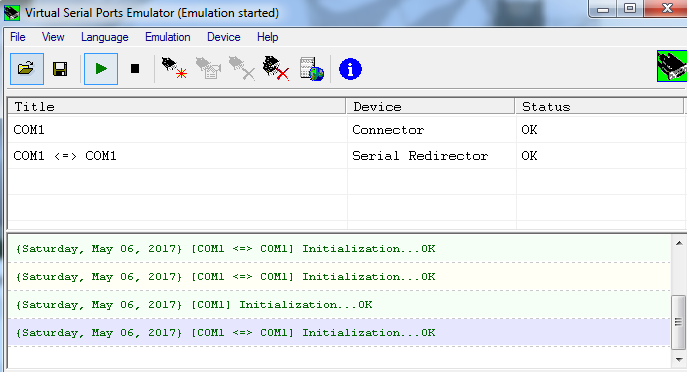 Virtual Serial Ports Emulator (Emulation started)
File View Language Emulation Device Help
Title Device Status
COM1 Connector OK
COM1 <=> COM1 Serial Redirector OK
{Saturday, May 06, 2017} [COM1 <=> COM1] Initialization...OK
{Saturday, May 06, 2017} [COM1 <=> COM1] Initialization...OK
{Saturday, May 06, 2017} [COM1] Initialization...OK
{Saturday, May 06, 2017} [COM1 <=> COM1] Initialization...OK